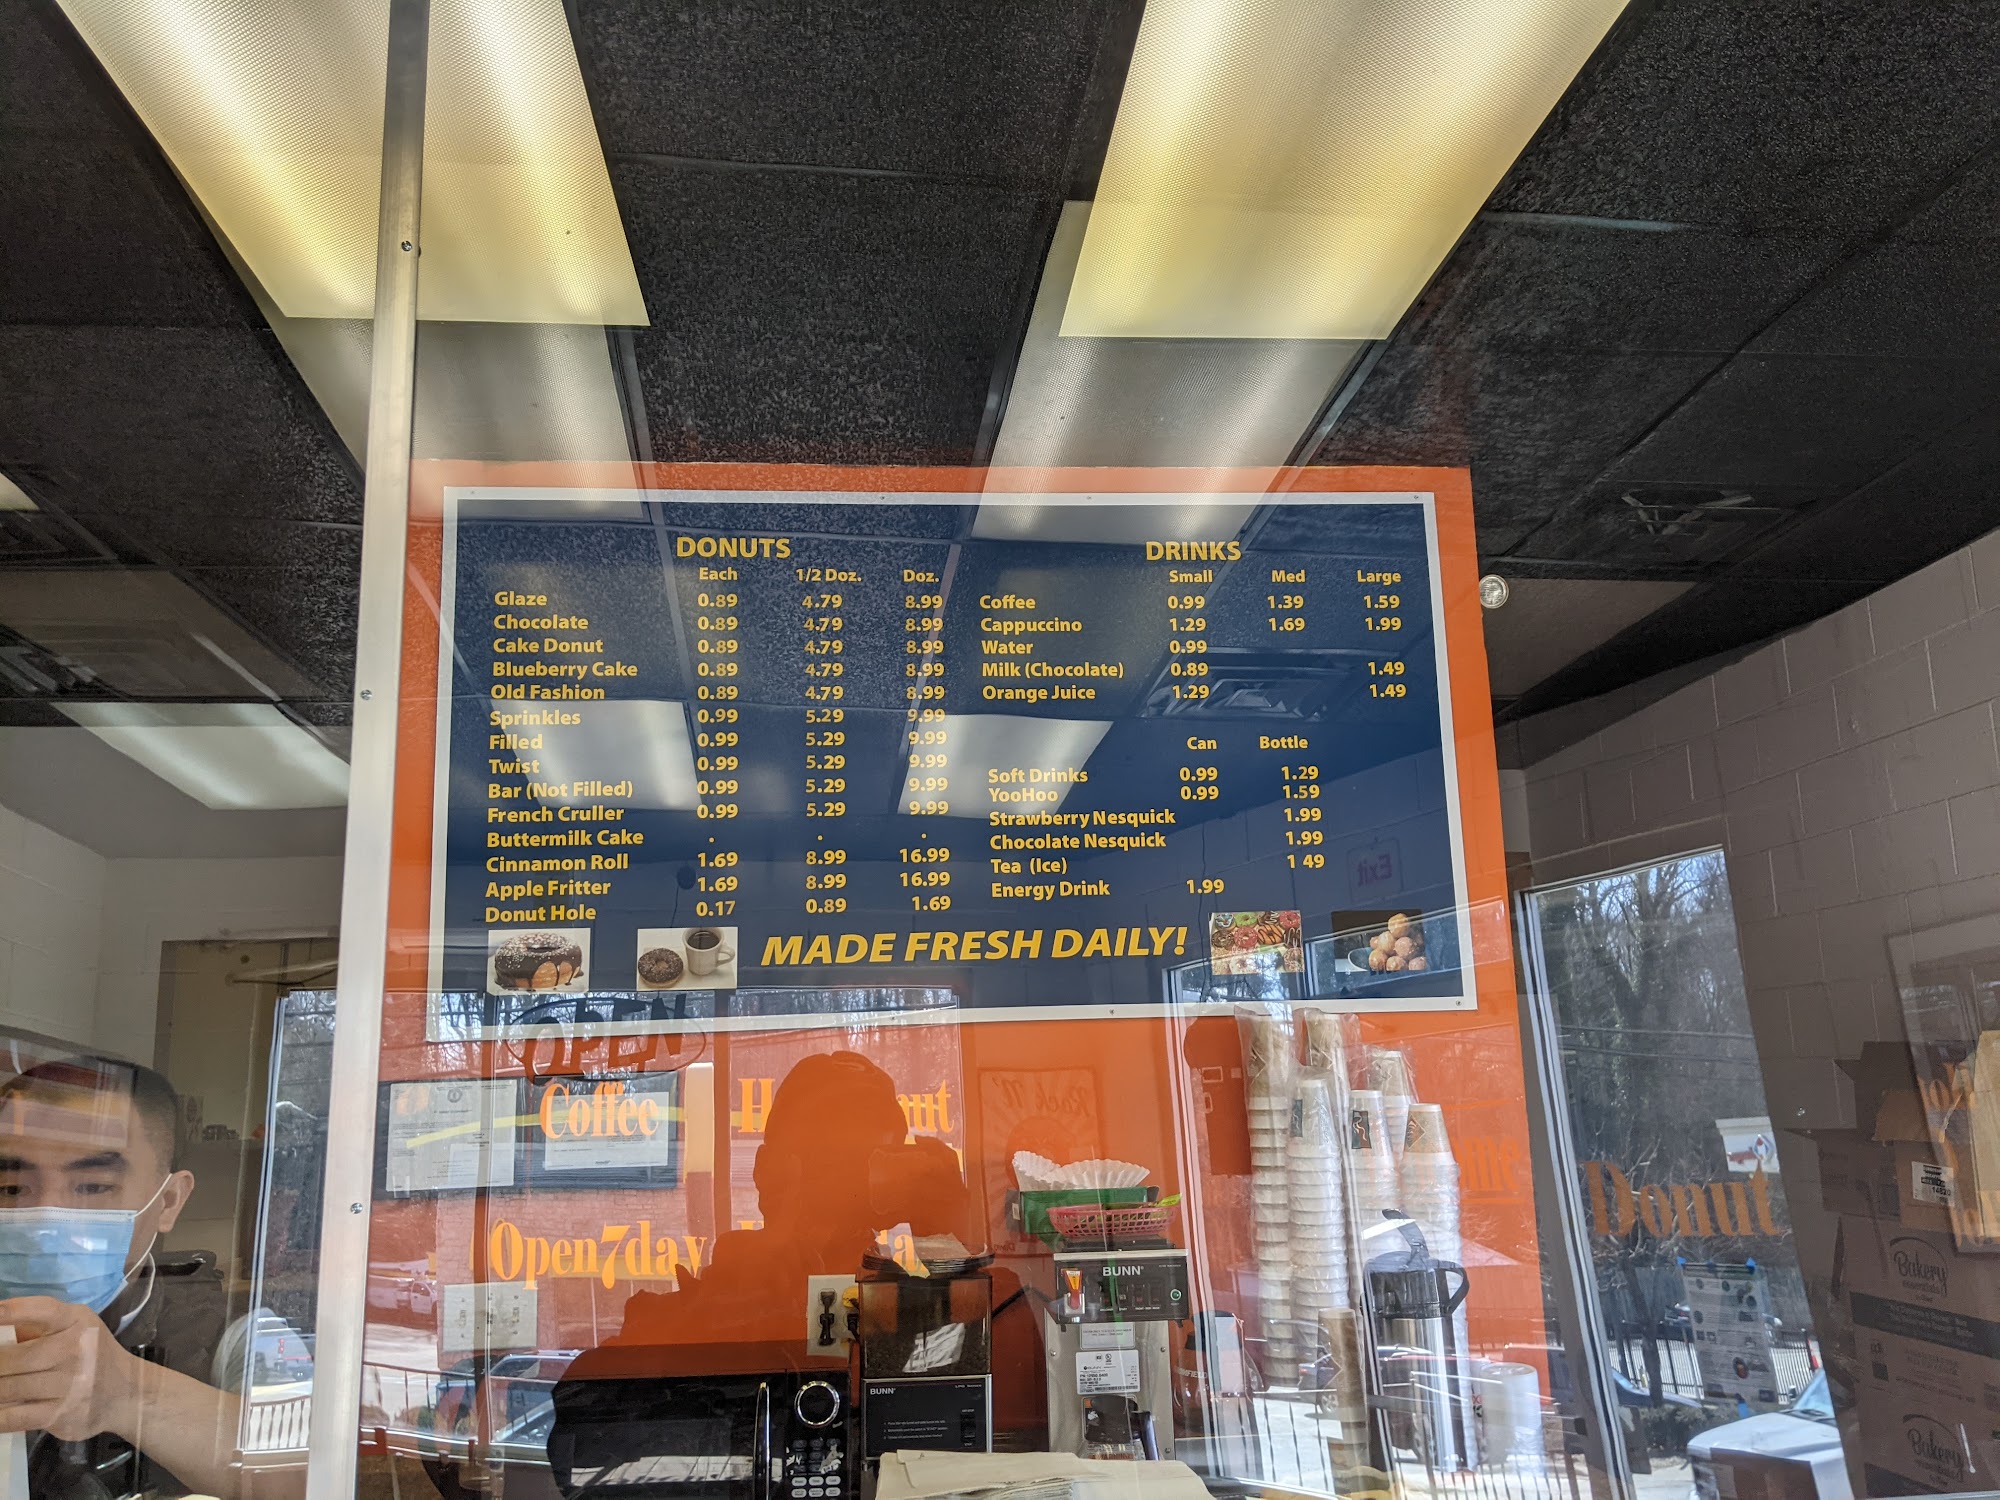 DONUTS
Each 1/2 Doz. Doz.
Glaze 0.89 4.79 8.99
Chocolate 0.89 4.79 8.99
Cake Donut 0.89 4.79 8.99
Blueberry Cake 0.89 4.79 8.99
Old Fashion 0.89 4.79 8.99
Sprinkles 0.99 5.29 9.99
Filled 0.99 5.29 9.99
Twist 0.99 5.29 9.99
Bar (Not Filled) 0.99 5.29 9.99
French Cruller 0.99 5.29 9.99
Buttermilk Cake . . .
Cinnamon Roll 1.69 8.99 16.99
Apple Fritter 1.69 8.99 16.99
Donut Hole 0.17 0.89 1.69
DRINKS
Small Med Large
Coffee 0.99 1.39 1.59
Cappuccino 1.29 1.69 1.99
Water 0.99
Milk (Chocolate) 0.89 1.49
Orange Juice 1.29 1.49
Can Bottle
Soft Drinks 0.99 1.29
YooHoo 0.99 1.59
Strawberry Nesquick 1.99
Chocolate Nesquick 1.99
Tea (Ice) 1 49
Energy Drink 1.99
MADE FRESH DAILY!
Exit
OPEN
Coffee
Open7day
Rock N'
Donut
BUNN
BUNN
Bakery
Bakery